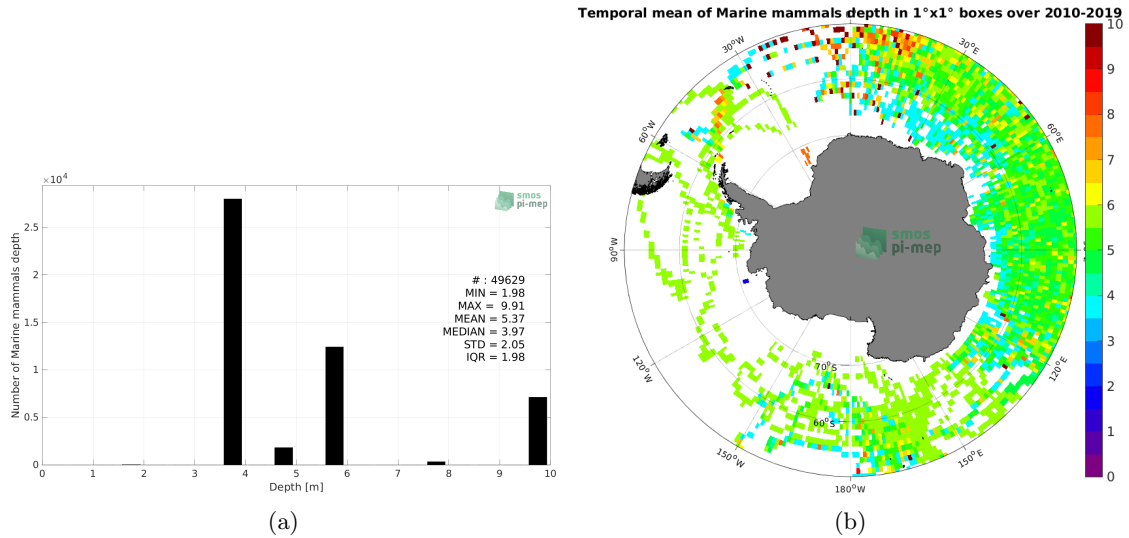 Temporal mean of Marine mammals depth in 1°x1° boxes over 2010-2019
×10⁴
2.5
2
1.5
1
0.5
0
Number of Marine mammals depth
0 1 2 3 4 5 6 7 8 9 10
Depth [m]
smos
pi-mep
# : 49629
MIN = 1.98
MAX = 9.91
MEAN = 5.37
MEDIAN = 3.97
STD = 2.05
IQR = 1.98
(a)
30°W
30°E
60°W
60°E
90°W
120°W
120°E
150°W
150°E
180°W
70°S
60°S
smos
pi-mep
10
9
8
7
6
5
4
3
2
1
0
(b)